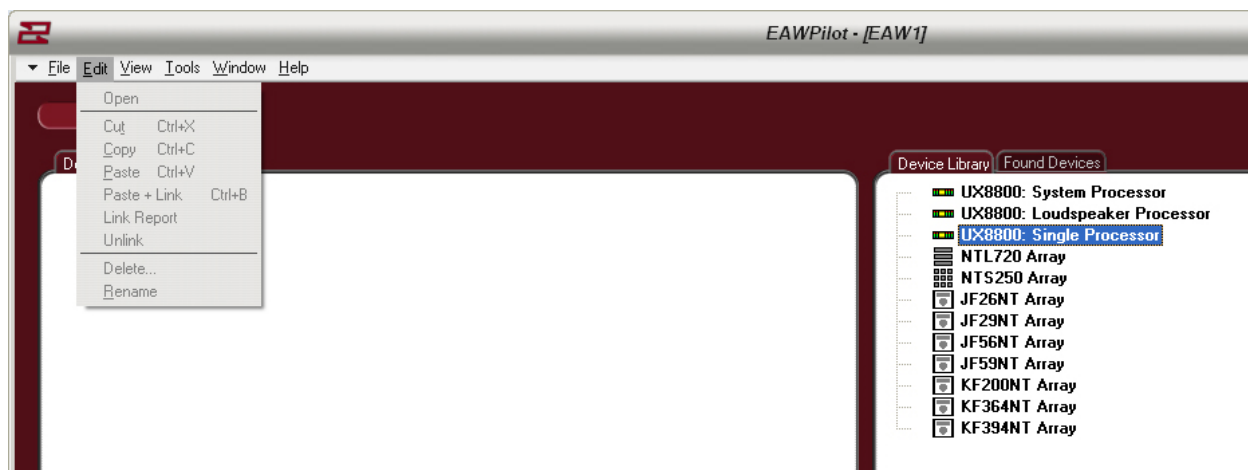 EAWPilot - [EAW1]
File Edit View Tools Window Help
Open
Cut Ctrl+X
Copy Ctrl+C
Paste Ctrl+V
Paste + Link Ctrl+B
Link Report
Unlink
Delete...
Rename
Device Library Found Devices
UX8800: System Processor
UX8800: Loudspeaker Processor
UX8800: Single Processor
NTL720 Array
NTS250 Array
JF26NT Array
JF29NT Array
JF56NT Array
JF59NT Array
KF200NT Array
KF364NT Array
KF394NT Array